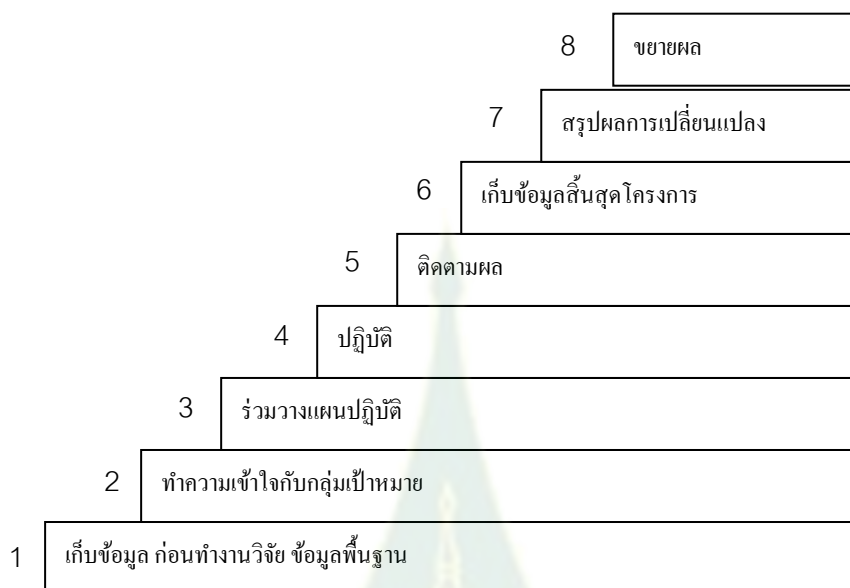 8 ขยายผล
7 สรุปผลการเปลี่ยนแปลง
6 เก็บข้อมูลสิ้นสุดโครงการ
5 ติดตามผล
4 ปฏิบัติ
3 ร่วมวางแผนปฏิบัติ
2 ทำความเข้าใจกับกลุ่มเป้าหมาย
1 เก็บข้อมูล ก่อนทำงานวิจัย ข้อมูลพื้นฐาน